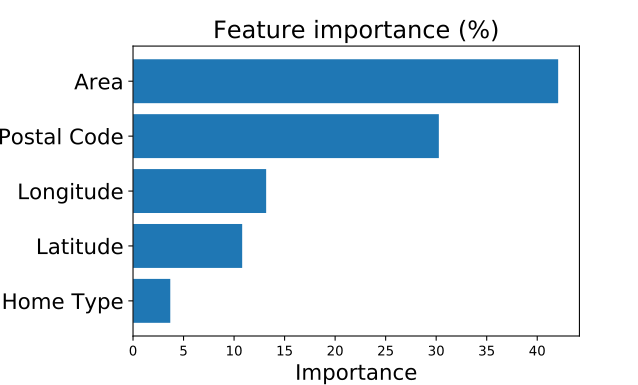 Feature importance (%)
Area
Postal Code
Longitude
Latitude
Home Type
0 5 10 15 20 25 30 35 40
Importance